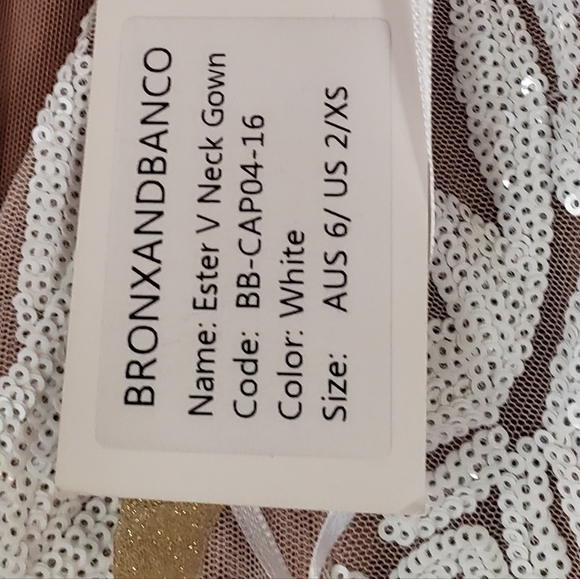 BRONXANDBANCO
Name: Ester V Neck Gown
Code: BB-CAP04-16
Color: White
Size: AUS 6/ US 2/XS